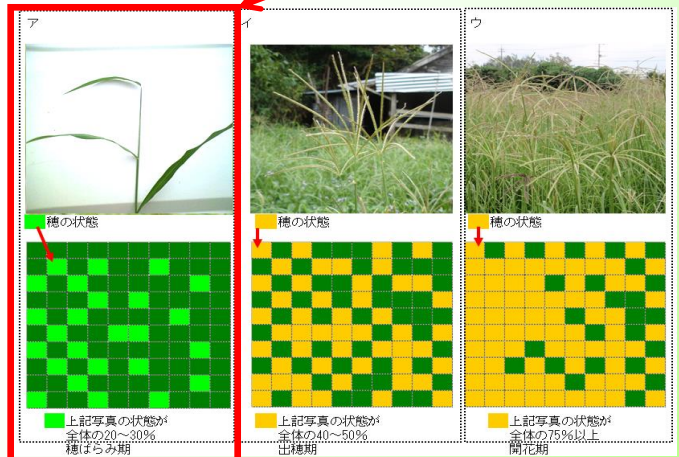 ア
イ
ウ
穂の状態
穂の状態
穂の状態
上記写真の状態が
全体の20～30%
穂ばらみ期
上記写真の状態が
全体の40～50%
出穂期
上記写真の状態が
全体の75%以上
開花期